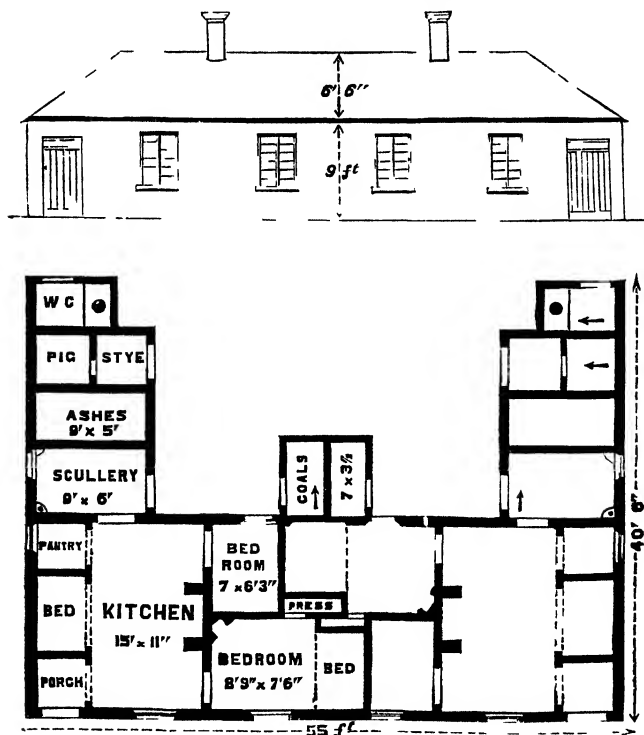 6' 6"
9 ft
WC
PIG STYE
ASHES
9' x 5'
SCULLERY
9' x 6'
COALS
7 x 3½
PANTRY
BED
PORCH
KITCHEN
15' x 11"
BED
ROOM
7 x 6'3"
PRESS
BEDROOM
8'9" x 7'6"
BED
40' 6"
55 ft